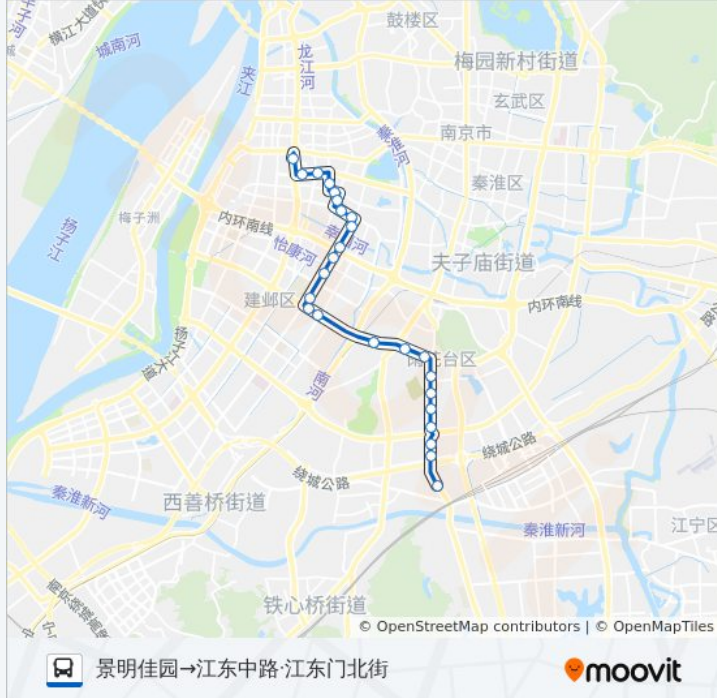 鼓楼区
横江大道快
城南河
夹江
龙江河
梅园新村街道
玄武区
南京市
秦淮河
秦淮区
梅子洲
扬子江
内环南线
怡康河
夫子庙街道
建邺区
内环南线
扬子江大道
雨花台区
南河
绕城公路
绕城公路
秦淮新河
西善桥街道
秦淮新河
江宁区
铁心桥街道
© OpenStreetMap contributors | © OpenMapTiles
景明佳园→江东中路·江东门北街
moovit